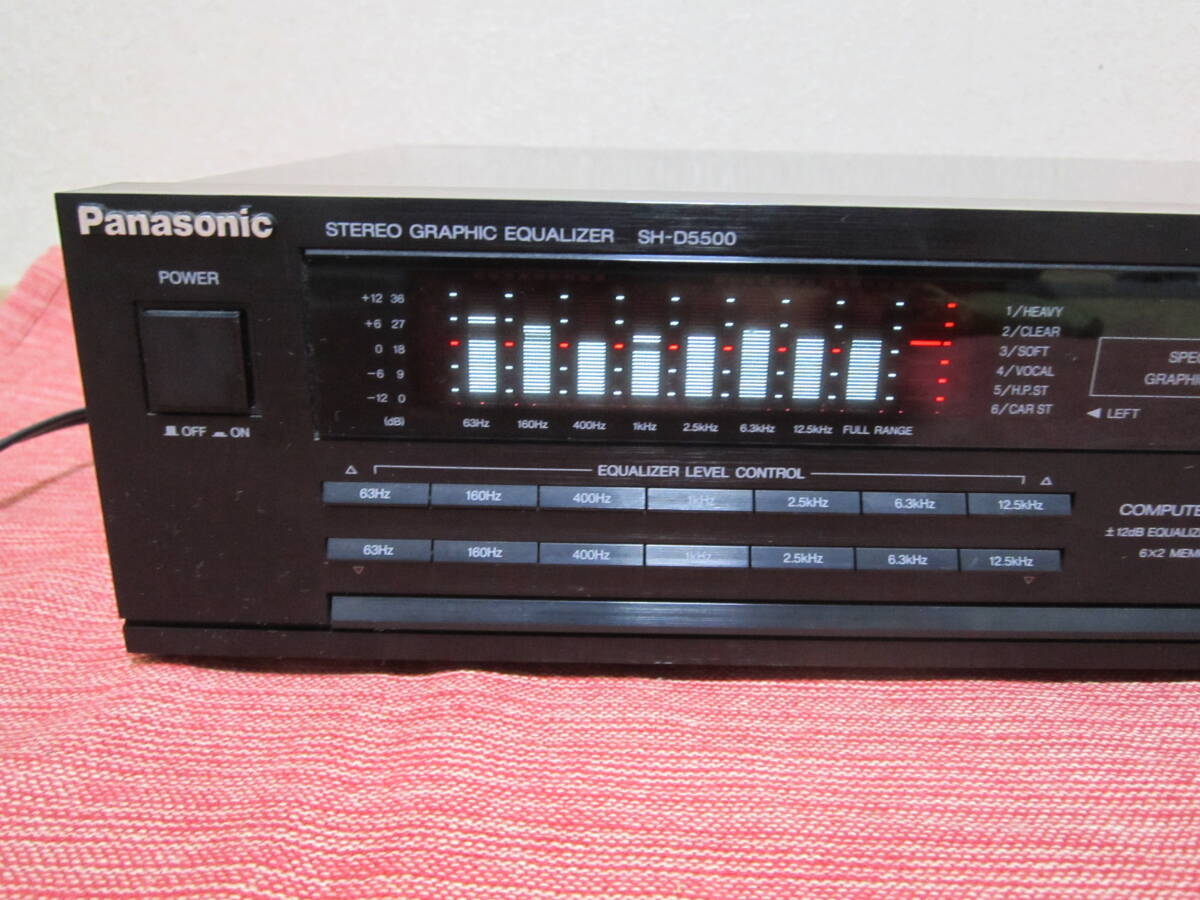 Panasonic
STEREO GRAPHIC EQUALIZER SH-D5500
POWER
OFF ON
+12 36
+6 27
0 18
-6 9
-12 0
(dB)
63Hz 160Hz 400Hz 1kHz 2.5kHz 6.3kHz 12.5kHz FULL RANGE
1/HEAVY
2/CLEAR
3/SOFT
4/VOCAL
5/H.P.ST
6/CAR ST
◀ LEFT
EQUALIZER LEVEL CONTROL
63Hz 160Hz 400Hz 1kHz 2.5kHz 6.3kHz 12.5kHz
63Hz 160Hz 400Hz 1kHz 2.5kHz 6.3kHz 12.5kHz
±12dB
6×2